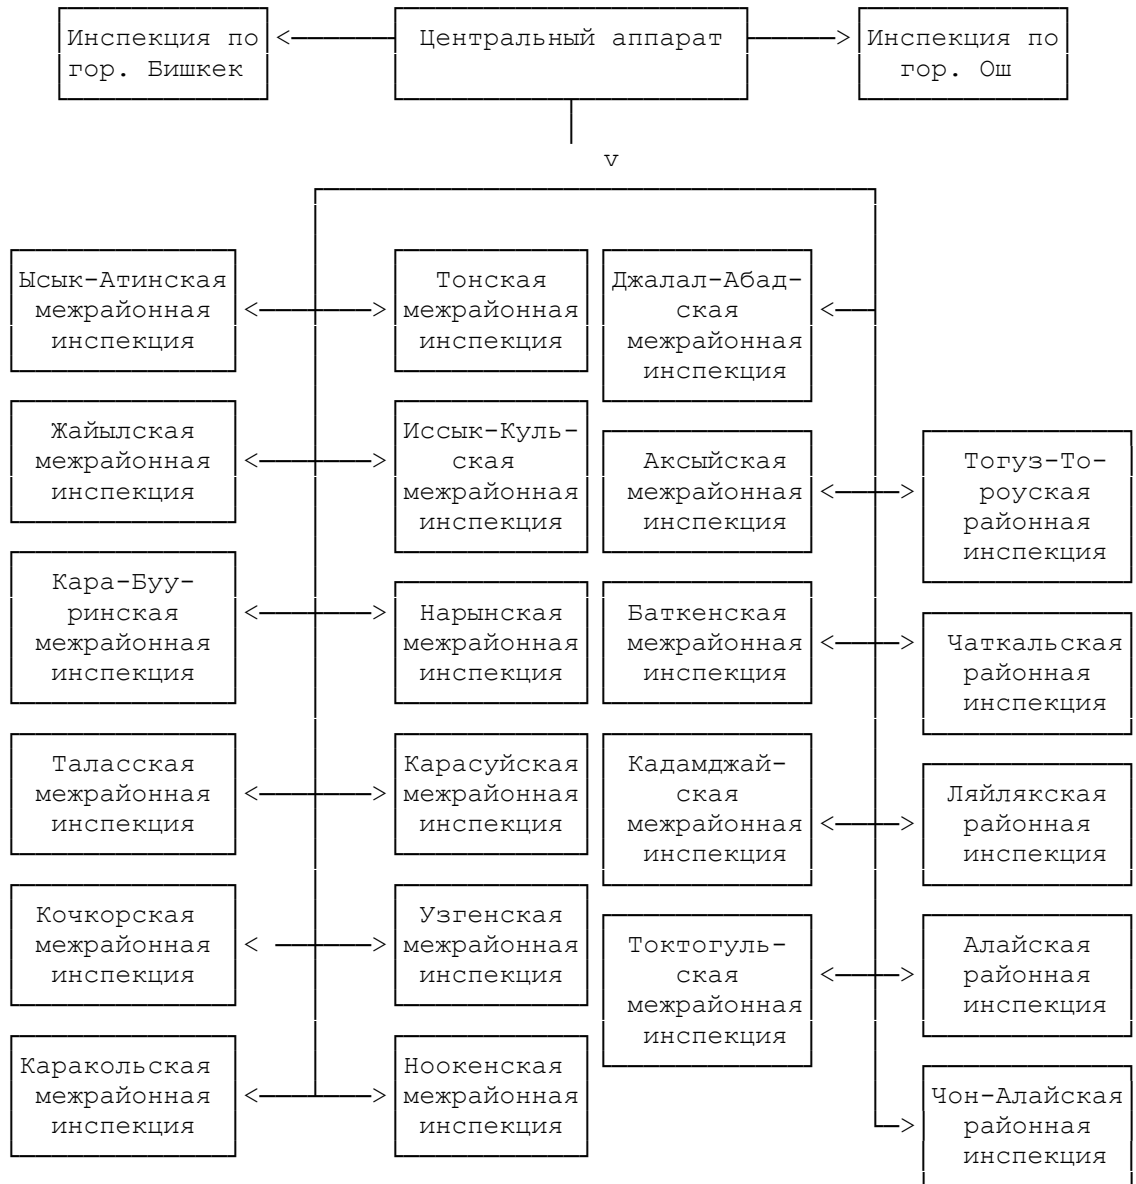 Инспекция по
гор. Бишкек
Центральный аппарат
Инспекция по
гор. Ош
v
Ысык-Атинская
межрайонная
инспекция
Тонская
межрайонная
инспекция
Джалал-Абад-
ская
межрайонная
инспекция
Жайылская
межрайонная
инспекция
Иссык-Куль-
ская
межрайонная
инспекция
Аксыйская
межрайонная
инспекция
Тогуз-То-
роуская
районная
инспекция
Кара-Буу-
ринская
межрайонная
инспекция
Нарынская
межрайонная
инспекция
Баткенская
межрайонная
инспекция
Чаткальская
районная
инспекция
Таласская
межрайонная
инспекция
Карасуйская
межрайонная
инспекция
Кадамджай-
ская
межрайонная
инспекция
Ляйлякская
районная
инспекция
Кочкорская
межрайонная
инспекция
Узгенская
межрайонная
инспекция
Токтогуль-
ская
межрайонная
инспекция
Алайская
районная
инспекция
Каракольская
межрайонная
инспекция
Ноокенская
межрайонная
инспекция
Чон-Алайская
районная
инспекция